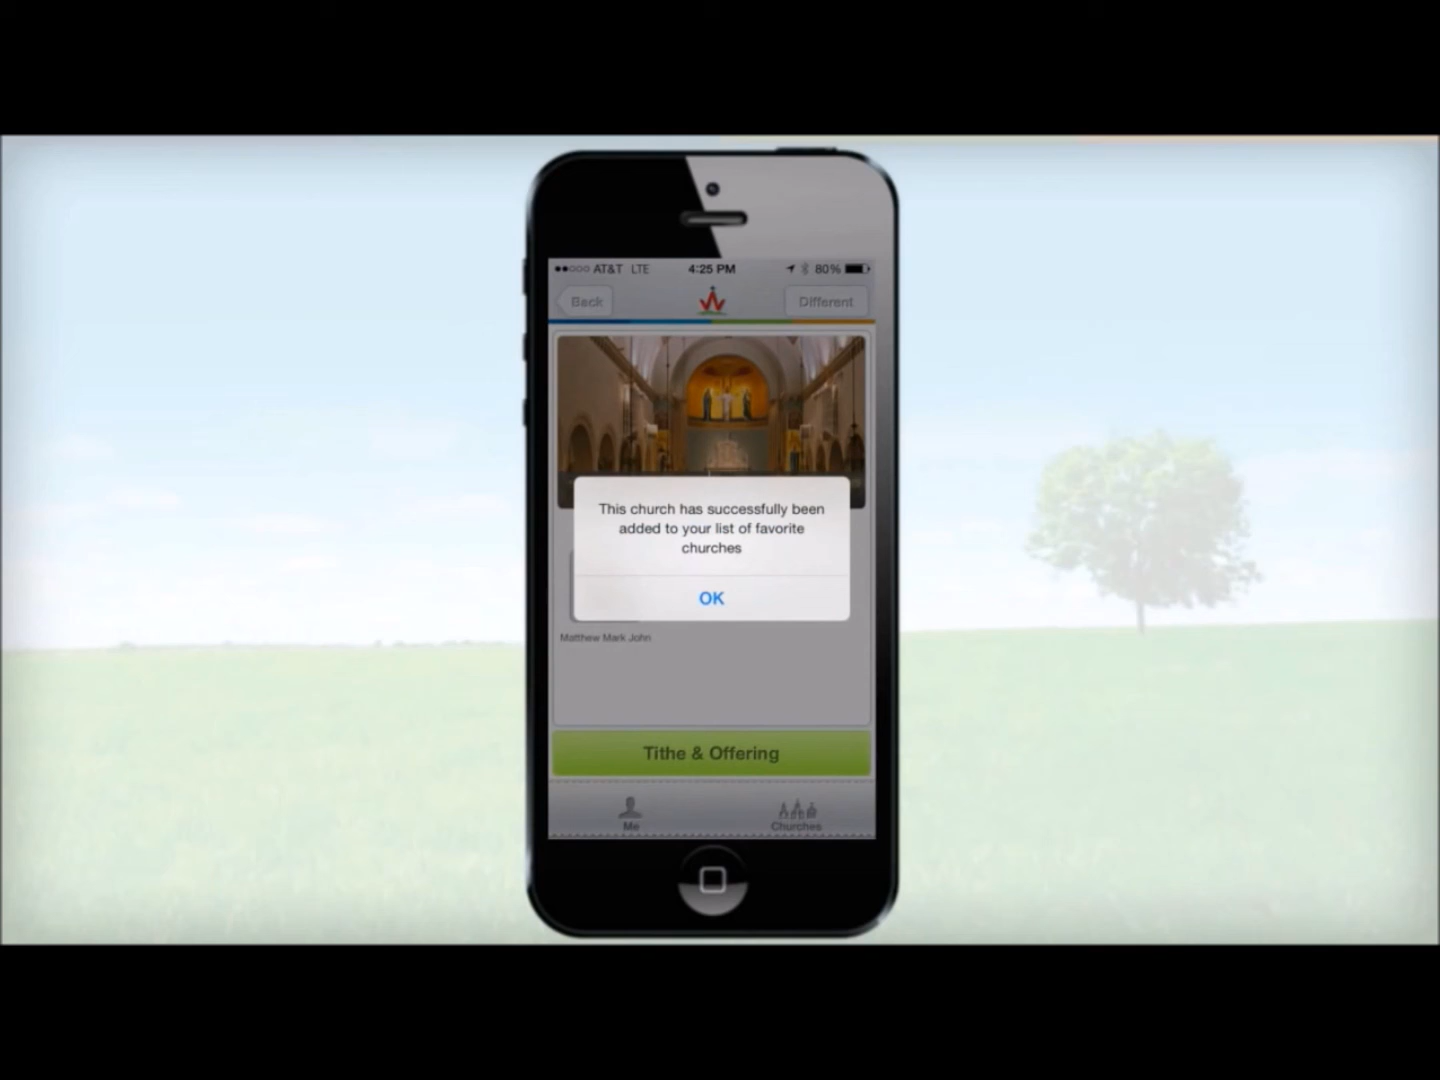 AT&T LTE 4:25 PM 80%
Back Different
This church has successfully been
added to your list of favorite
churches
OK
Matthew Mark John
Tithe & Offering
Me Churches